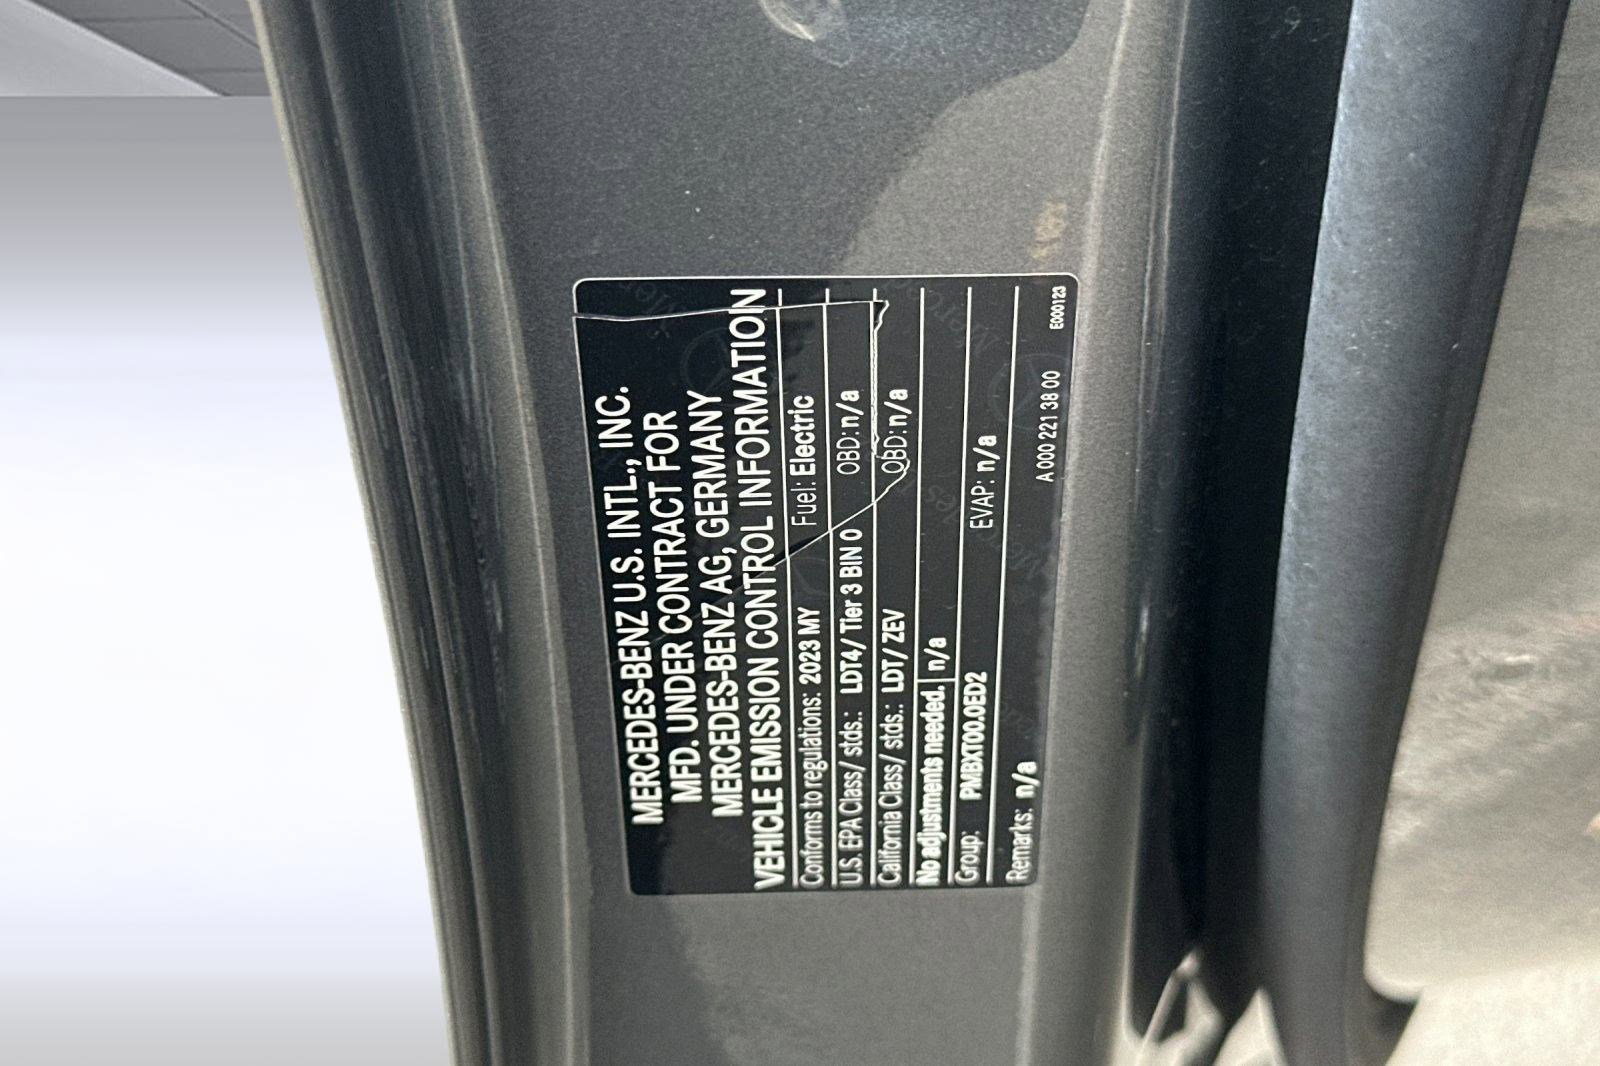 MERCEDES-BENZ U.S. INTL., INC.
MFD. UNDER CONTRACT FOR
MERCEDES-BENZ AG, GERMANY
VEHICLE EMISSION CONTROL INFORMATION
Conforms to regulations: 2023 MY Fuel: Electric
U.S. EPA Class/ stds.: LDT4/ Tier 3 BIN 0 OBD: n/a
California Class/ stds.: LDT/ ZEV OBD: n/a
No adjustments needed. n/a
Group: PMBXT00.0ED2 EVAP: n/a
Remarks: n/a
A 000 221 38 00 E000123